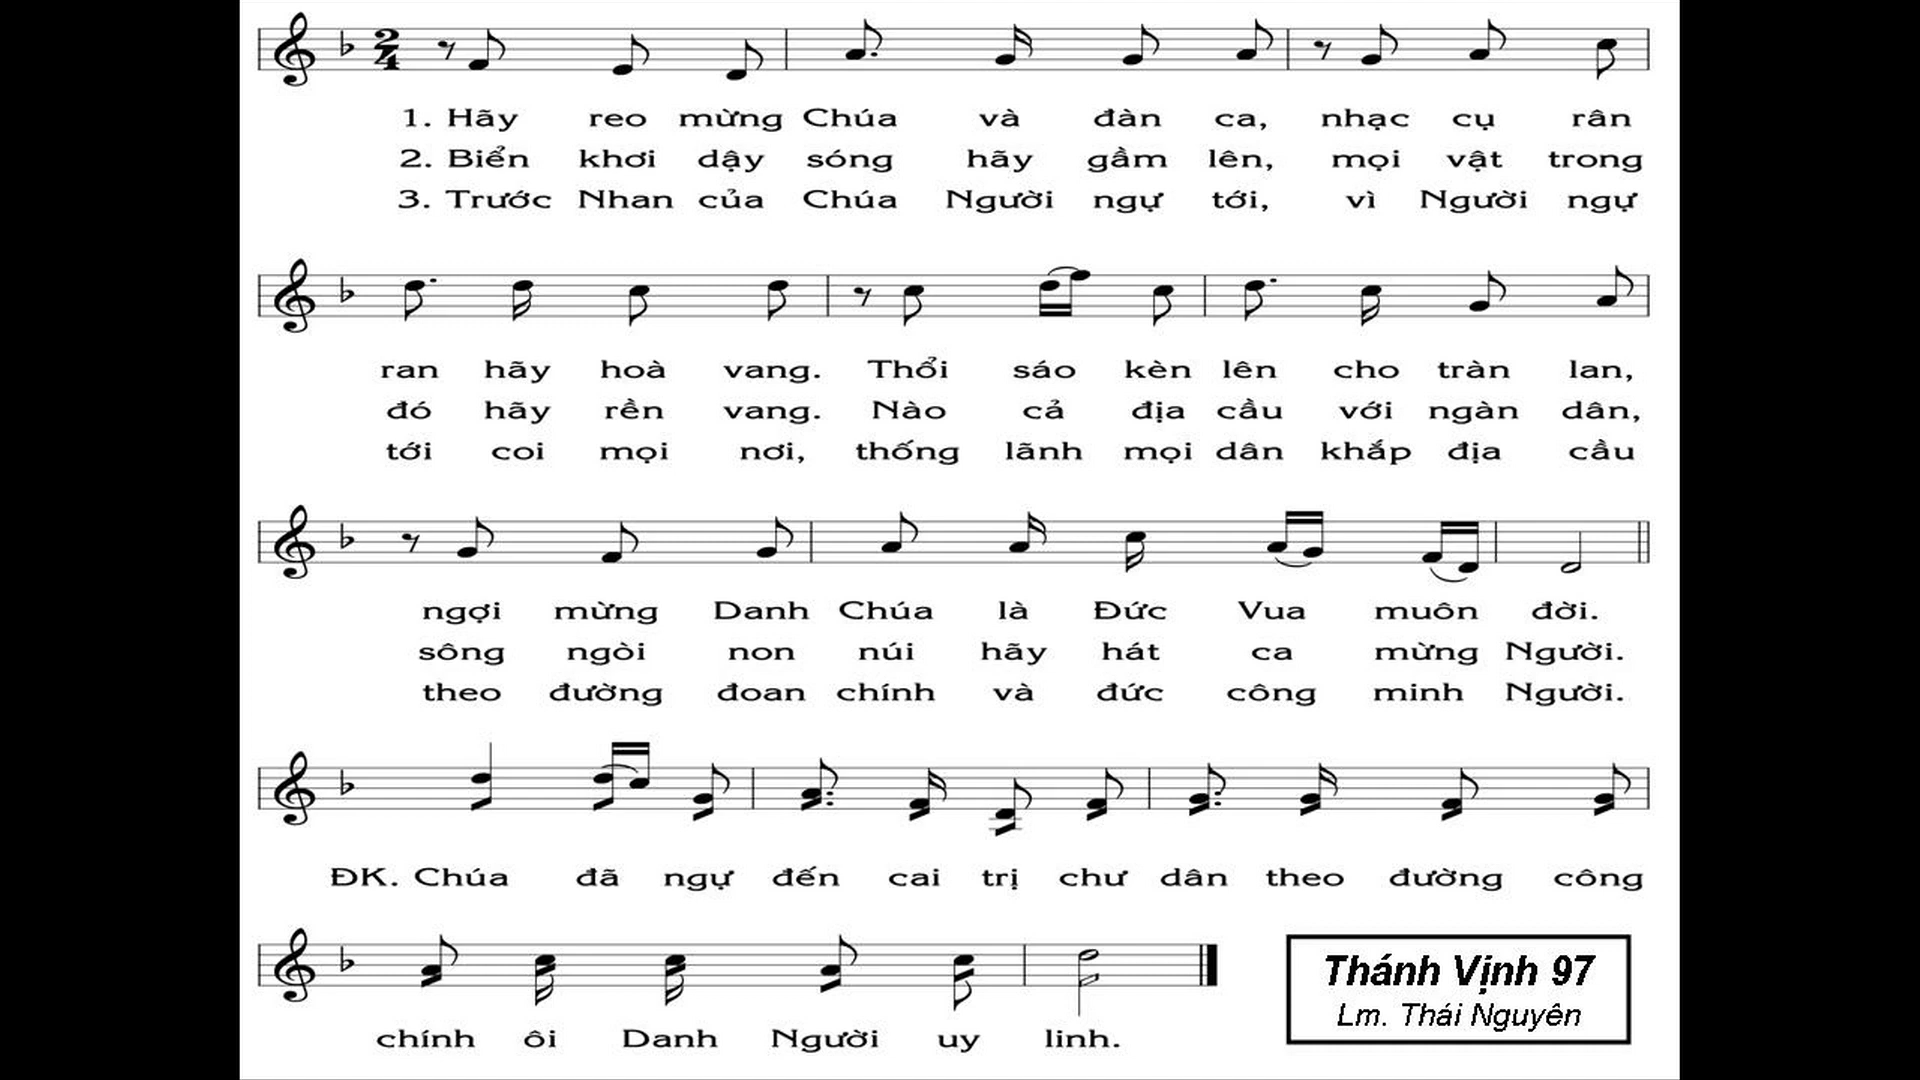 1. Hãy reo mừng Chúa và đàn ca, nhạc cụ rân
2. Biển khơi dậy sóng hãy gầm lên, mọi vật trong
3. Trước Nhan của Chúa Người ngự tới, vì Người ngự
ran hãy hoà vang. Thổi sáo kèn lên cho tràn lan,
đó hãy rền vang. Nào cả địa cầu với ngàn dân,
tới coi mọi nơi, thống lãnh mọi dân khắp địa cầu
ngợi mừng Danh Chúa là Đức Vua muôn đời.
sông ngòi non núi hãy hát ca mừng Người.
theo đường đoan chính và đức công minh Người.
ĐK. Chúa đã ngự đến cai trị chư dân theo đường công
chính ôi Danh Người uy linh.
Thánh Vịnh 97
Lm. Thái Nguyên